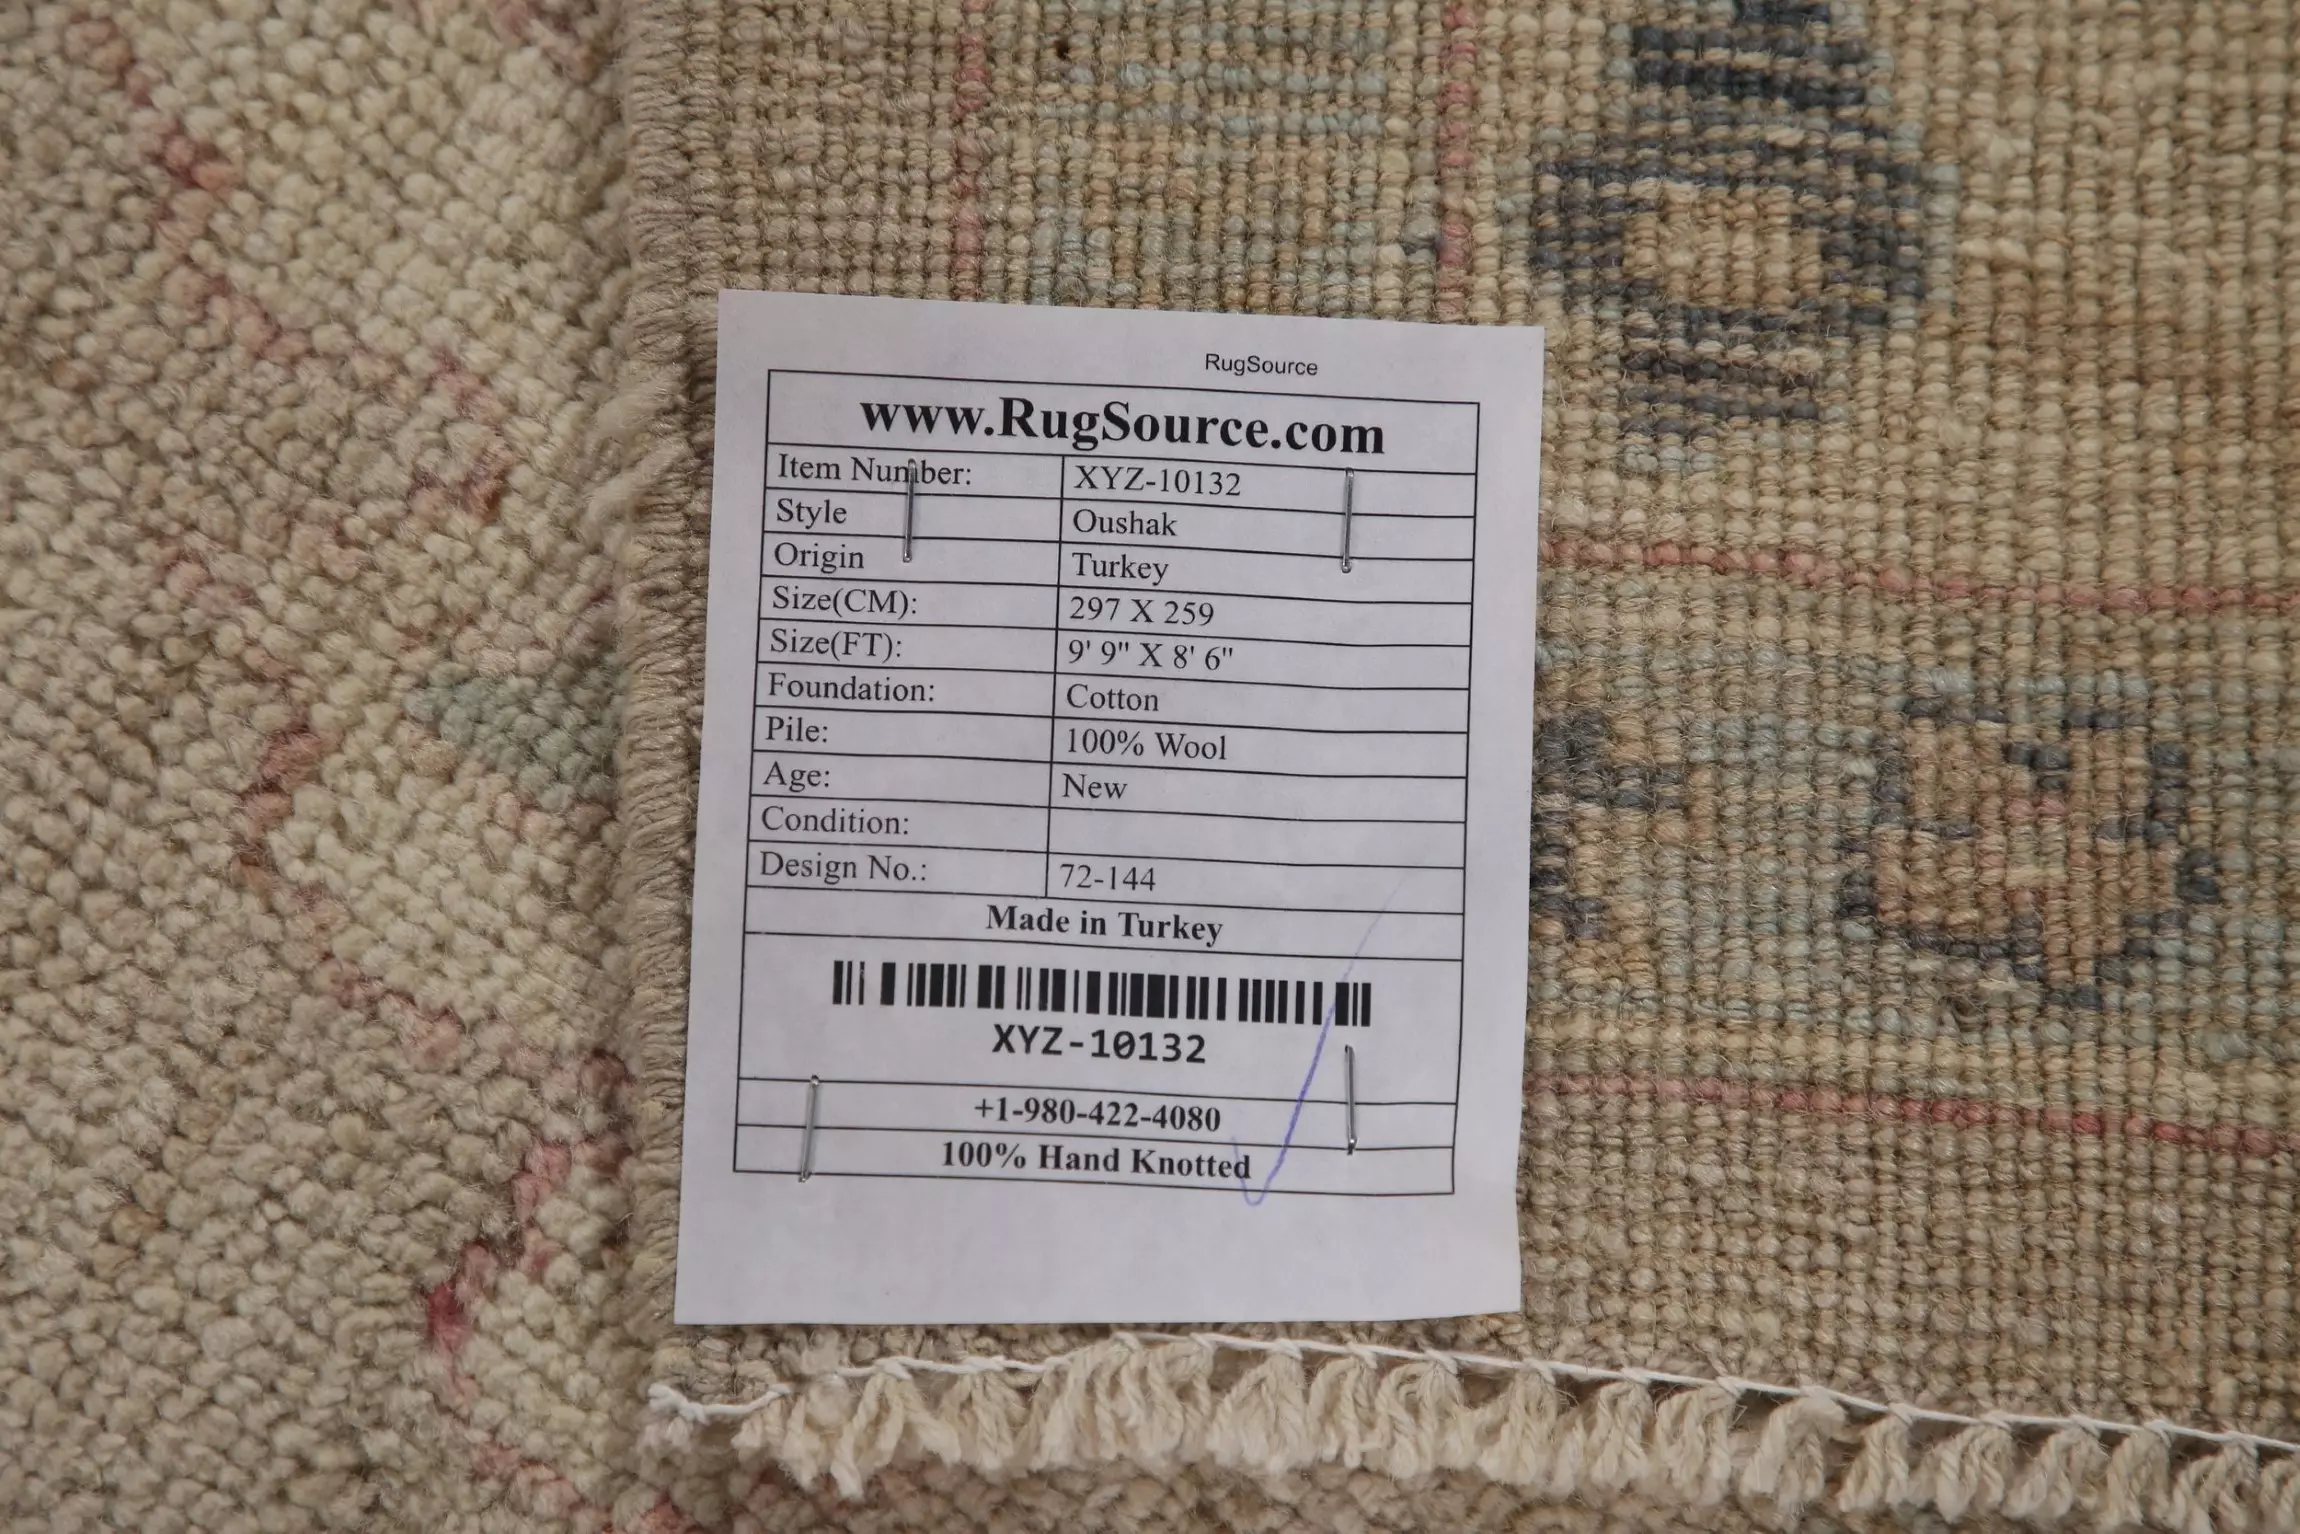 RugSource
www.RugSource.com
Item Number: XYZ-10132
Style Oushak
Origin Turkey
Size(CM): 297 X 259
Size(FT): 9' 9" X 8' 6"
Foundation: Cotton
Pile: 100% Wool
Age: New
Condition:
Design No.: 72-144
Made in Turkey
XYZ-10132
+1-980-422-4080
100% Hand Knotted